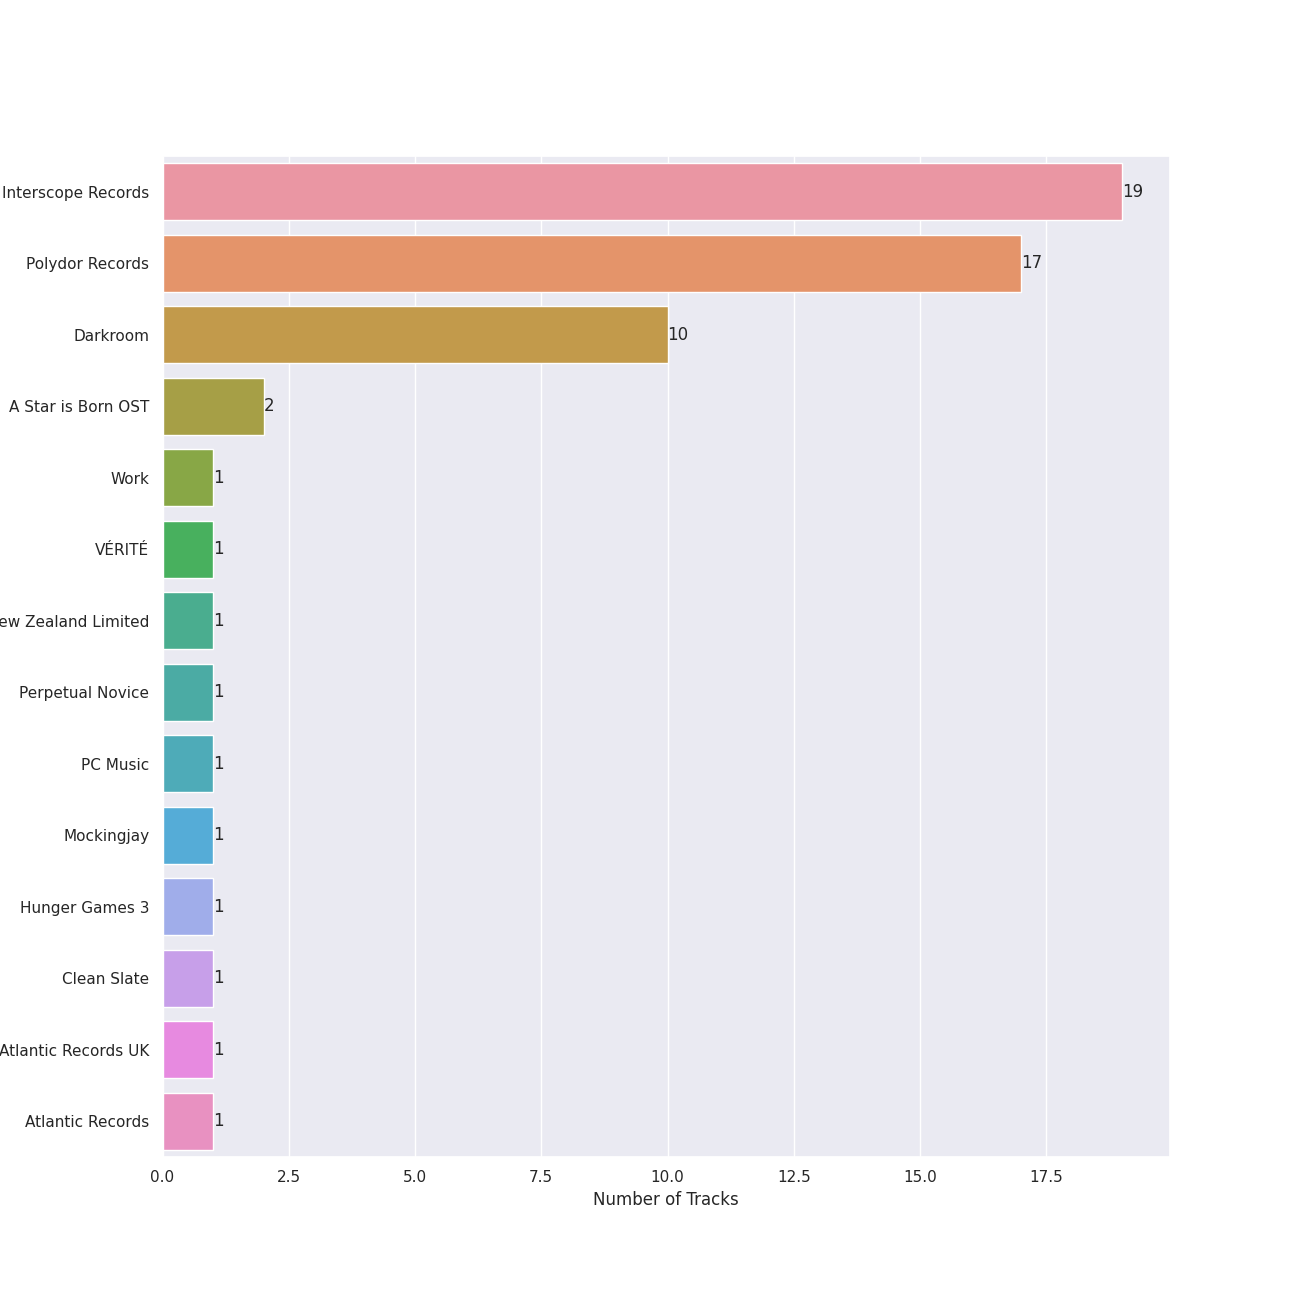 Interscope Records 19
Polydor Records 17
Darkroom 10
A Star is Born OST 2
Work 1
VÉRITÉ 1
Zealand Limited 1
Perpetual Novice 1
PC Music 1
Mockingjay 1
Hunger Games 3 1
Clean Slate 1
Atlantic Records UK 1
Atlantic Records 1
0.0 2.5 5.0 7.5 10.0 12.5 15.0 17.5
Number of Tracks